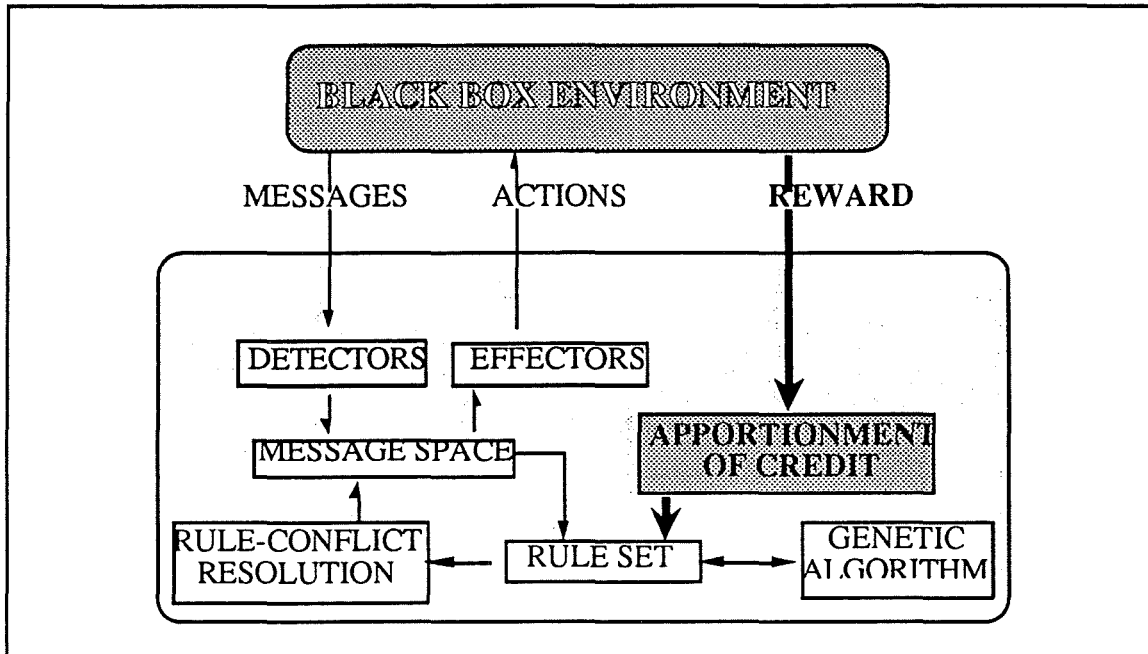 BLACK BOX ENVIRONMENT
MESSAGES
ACTIONS
REWARD
DETECTORS
EFFECTORS
MESSAGE SPACE
APPORTIONMENT
OF CREDIT
RULE-CONFLICT
RESOLUTION
RULE SET
GENETIC
ALGORITHM